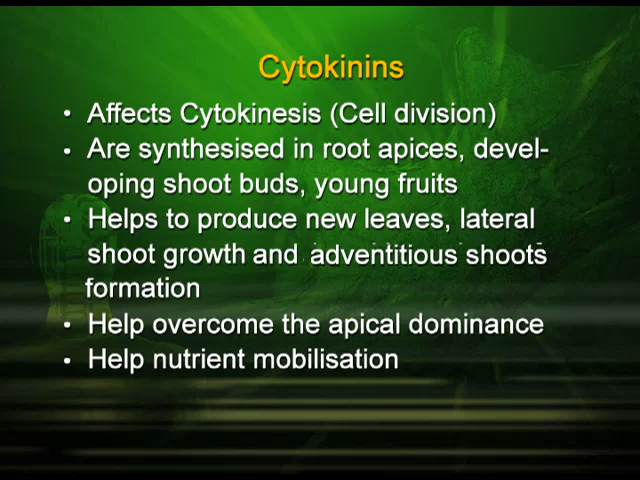 Cytokinins
• Affects Cytokinesis (Cell division)
• Are synthesised in root apices, devel-
oping shoot buds, young fruits
• Helps to produce new leaves, lateral
shoot growth and adventitious shoots
formation
• Help overcome the apical dominance
• Help nutrient mobilisation